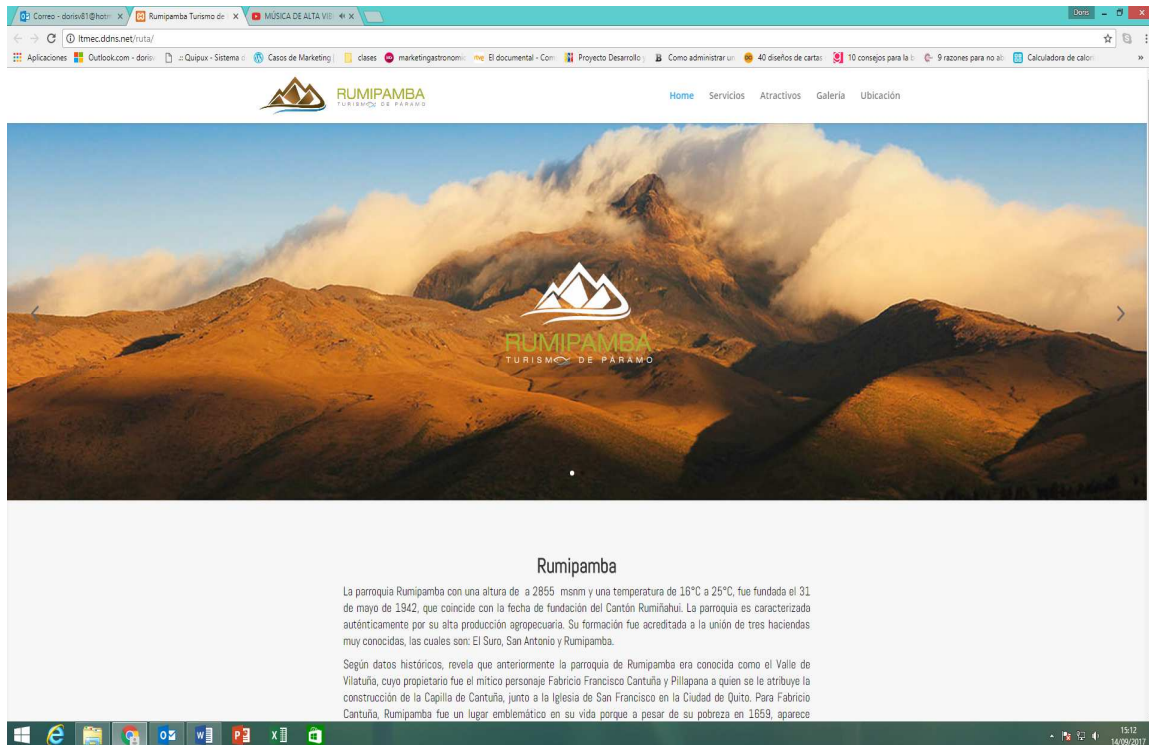 Correo - dorisv81@hotm
Rumipamba Turismo de
MÚSICA DE ALTA VIB
Doris
ltmec.ddns.net/ruta/
Aplicaciones
Outlook.com - doris
.:: Quipux - Sistema d
Casos de Marketing |
clases
marketingastronomic
El documental - Con
Proyecto Desarrollo y
Como administrar un
40 diseños de cartas
10 consejos para la b
9 razones para no ab
Calculadora de calorí
»
RUMIPAMBA
TURISMO DE PÁRAMO
Home Servicios Atractivos Galería Ubicación
RUMIPAMBA
TURISMO DE PÁRAMO
Rumipamba
La parroquia Rumipamba con una altura de a 2855 msnm y una temperatura de 16°C a 25°C, fue fundada el 31
de mayo de 1942, que coincide con la fecha de fundación del Cantón Rumiñahui. La parroquia es caracterizada
auténticamente por su alta producción agropecuaria. Su formación fue acreditada a la unión de tres haciendas
muy conocidas, las cuales son: El Suro, San Antonio y Rumipamba.
Según datos históricos, revela que anteriormente la parroquia de Rumipamba era conocida como el Valle de
Vilatuña, cuyo propietario fue el mítico personaje Fabricio Francisco Cantuña y Pillapana a quien se le atribuye la
construcción de la Capilla de Cantuña, junto a la Iglesia de San Francisco en la Ciudad de Quito. Para Fabricio
Cantuña, Rumipamba fue un lugar emblemático en su vida porque a pesar de su pobreza en 1659, aparece
15:12
14/09/2017